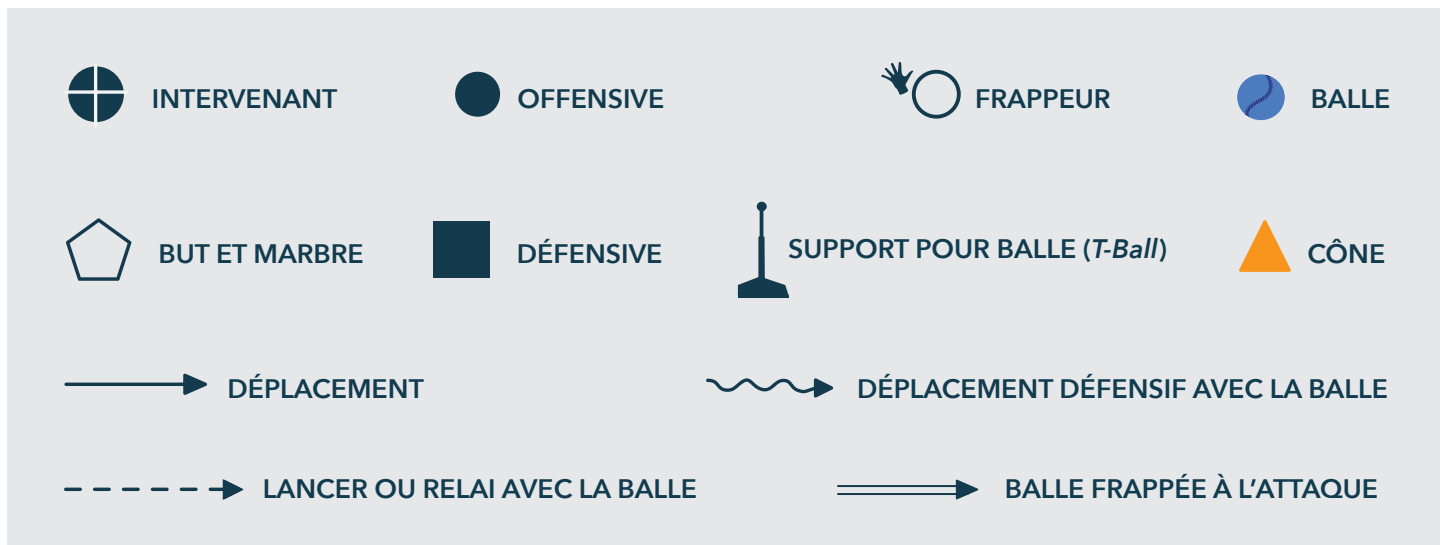 INTERVENANT
OFFENSIVE
FRAPPEUR
BALLE
BUT ET MARBRE
DÉFENSIVE
SUPPORT POUR BALLE (T-Ball)
CÔNE
DÉPLACEMENT
DÉPLACEMENT DÉFENSIF AVEC LA BALLE
LANCER OU RELAI AVEC LA BALLE
BALLE FRAPPÉE À L’ATTAQUE